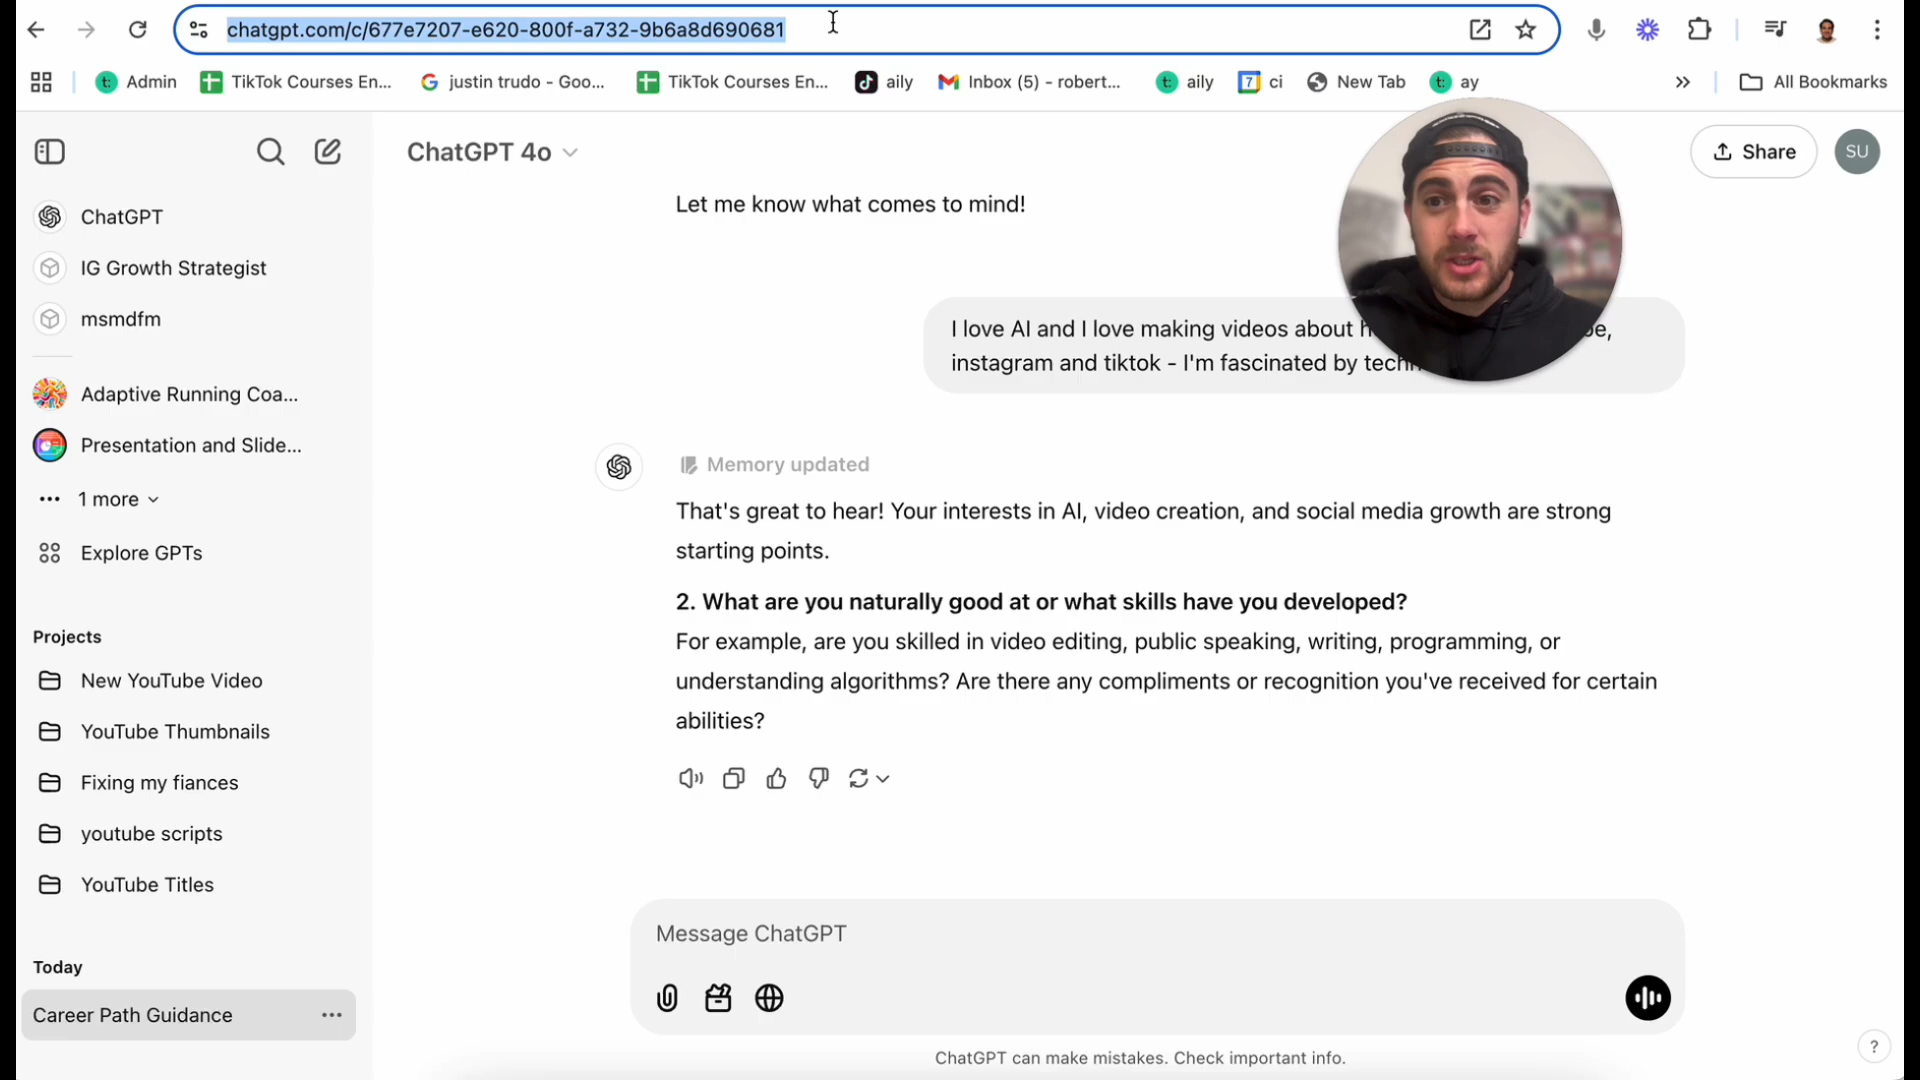 chatgpt.com/c/677e7207-e620-800f-a732-9b6a8d690681
Admin
TikTok Courses En...
justin trudo - Goo...
TikTok Courses En...
aily
Inbox (5) - robert...
aily
7
ci
New Tab
ay
All Bookmarks
ChatGPT 4o
Share
SU
ChatGPT
IG Growth Strategist
msmdfm
Adaptive Running Coa...
Presentation and Slide...
1 more
Explore GPTs
Projects
New YouTube Video
YouTube Thumbnails
Fixing my fiances
youtube scripts
YouTube Titles
Today
Career Path Guidance
Let me know what comes to mind!
I love AI and I love making videos about
instagram and tiktok - I'm fascinated by
Memory updated
That's great to hear! Your interests in AI, video creation, and social media growth are strong
starting points.
2. What are you naturally good at or what skills have you developed?
For example, are you skilled in video editing, public speaking, writing, programming, or
understanding algorithms? Are there any compliments or recognition you've received for certain
abilities?
Message ChatGPT
ChatGPT can make mistakes. Check important info.
?